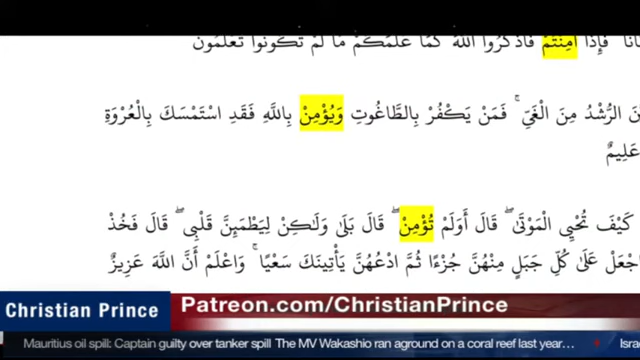 فَإِذَا أَمِنْتُمْ فَاذْكُرُوا اللَّهَ كَمَا عَلَّمَكُمْ مَا لَمْ تَكُونُوا تَعْلَمُونَ
الرُّشْدُ مِنَ الْغَيِّ ۚ فَمَنْ يَكْفُرْ بِالطَّاغُوتِ وَيُؤْمِنْ بِاللَّهِ فَقَدِ اسْتَمْسَكَ بِالْعُرْوَةِ
عَلِيمٌ
كَيْفَ تُحْيِي الْمَوْتَىٰ ۖ قَالَ أَوَلَمْ تُؤْمِنْ ۖ قَالَ بَلَىٰ وَلَٰكِنْ لِيَطْمَئِنَّ قَلْبِي ۖ قَالَ فَخُذْ
اجْعَلْ عَلَىٰ كُلِّ جَبَلٍ مِنْهُنَّ جُزْءًا ثُمَّ ادْعُهُنَّ يَأْتِينَكَ سَعْيًا ۚ وَاعْلَمْ أَنَّ اللَّهَ عَزِيزٌ
Christian Prince
Patreon.com/ChristianPrince
Mauritius oil spill: Captain guilty over tanker spill The MV Wakashio ran aground on a coral reef last year…